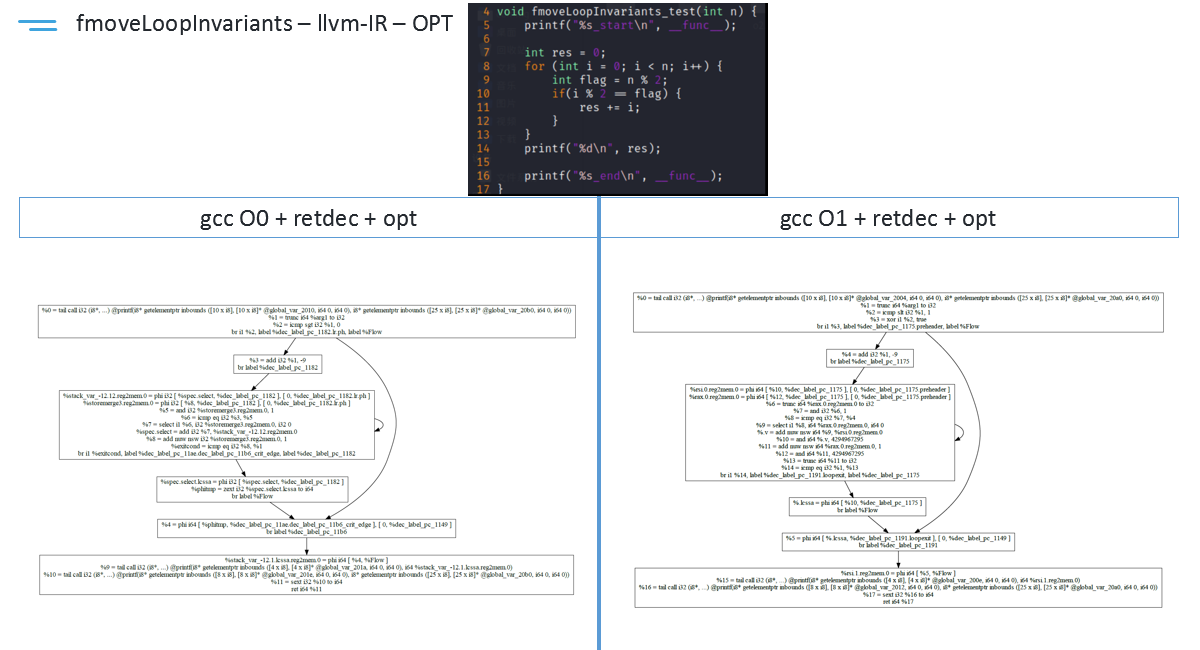 fmoveLoopInvariants – llvm-IR – OPT
4 void fmoveLoopInvariants_test(int n) {
5 printf("%s_start\n", __func__);
6
7 int res = 0;
8 for (int i = 0; i < n; i++) {
9 int flag = n % 2;
10 if(i % 2 == flag) {
11 res += i;
12 }
13 }
14 printf("%d\n", res);
15
16 printf("%s_end\n", __func__);
17 }
gcc O0 + retdec + opt
%0 = tail call i32 (i8*, ...) @printf(i8* getelementptr inbounds ([10 x i8], [10 x i8]* @global_var_2010, i64 0, i64 0), i8* getelementptr inbounds ([25 x i8], [25 x i8]* @global_var_20b0, i64 0, i64 0))
%1 = trunc i64 %arg1 to i32
%2 = icmp sgt i32 %1, 0
br i1 %2, label %dec_label_pc_1182.lr.ph, label %Flow
%3 = add i32 %1, -9
br label %dec_label_pc_1182
%stack_var_-12.12.reg2mem.0 = phi i32 [ %spec.select, %dec_label_pc_1182 ], [ 0, %dec_label_pc_1182.lr.ph ]
%storemerge3.reg2mem.0 = phi i32 [ %8, %dec_label_pc_1182 ], [ 0, %dec_label_pc_1182.lr.ph ]
%5 = and i32 %storemerge3.reg2mem.0, 1
%6 = icmp eq i32 %3, %5
%7 = select i1 %6, i32 %storemerge3.reg2mem.0, i32 0
%spec.select = add i32 %7, %stack_var_-12.12.reg2mem.0
%8 = add nuw nsw i32 %storemerge3.reg2mem.0, 1
%exitcond = icmp eq i32 %8, %1
br i1 %exitcond, label %dec_label_pc_11ae.dec_label_pc_11b6_crit_edge, label %dec_label_pc_1182
%spec.select.lcssa = phi i32 [ %spec.select, %dec_label_pc_1182 ]
%phitmp = zext i32 %spec.select.lcssa to i64
br label %Flow
%4 = phi i64 [ %phitmp, %dec_label_pc_11ae.dec_label_pc_11b6_crit_edge ], [ 0, %dec_label_pc_1149 ]
br label %dec_label_pc_11b6
%stack_var_-12.1.lcssa.reg2mem.0 = phi i64 [ %4, %Flow ]
%9 = tail call i32 (i8*, ...) @printf(i8* getelementptr inbounds ([4 x i8], [4 x i8]* @global_var_201a, i64 0, i64 0), i64 %stack_var_-12.1.lcssa.reg2mem.0)
%10 = tail call i32 (i8*, ...) @printf(i8* getelementptr inbounds ([8 x i8], [8 x i8]* @global_var_201e, i64 0, i64 0), i8* getelementptr inbounds ([25 x i8], [25 x i8]* @global_var_20b0, i64 0, i64 0))
%11 = sext i32 %10 to i64
ret i64 %11
gcc O1 + retdec + opt
%0 = tail call i32 (i8*, ...) @printf(i8* getelementptr inbounds ([10 x i8], [10 x i8]* @global_var_2004, i64 0, i64 0), i8* getelementptr inbounds ([25 x i8], [25 x i8]* @global_var_20a0, i64 0, i64 0))
%1 = trunc i64 %arg1 to i32
%2 = icmp slt i32 %1, 1
%3 = xor i1 %2, true
br i1 %3, label %dec_label_pc_1175.preheader, label %Flow
%4 = add i32 %1, -9
br label %dec_label_pc_1175
%rsi.0.reg2mem.0 = phi i64 [ %10, %dec_label_pc_1175 ], [ 0, %dec_label_pc_1175.preheader ]
%rax.0.reg2mem.0 = phi i64 [ %12, %dec_label_pc_1175 ], [ 0, %dec_label_pc_1175.preheader ]
%6 = trunc i64 %rax.0.reg2mem.0 to i32
%7 = and i32 %6, 1
%8 = icmp eq i32 %7, %4
%9 = select i1 %8, i64 %rax.0.reg2mem.0, i64 0
%.v = add nuw nsw i64 %9, %rsi.0.reg2mem.0
%10 = and i64 %.v, 4294967295
%11 = add nuw nsw i64 %rax.0.reg2mem.0, 1
%12 = and i64 %11, 4294967295
%13 = trunc i64 %11 to i32
%14 = icmp eq i32 %1, %13
br i1 %14, label %dec_label_pc_1191.loopexit, label %dec_label_pc_1175
%.lcssa = phi i64 [ %10, %dec_label_pc_1175 ]
br label %Flow
%5 = phi i64 [ %.lcssa, %dec_label_pc_1191.loopexit ], [ 0, %dec_label_pc_1149 ]
br label %dec_label_pc_1191
%rsi.1.reg2mem.0 = phi i64 [ %5, %Flow ]
%15 = tail call i32 (i8*, ...) @printf(i8* getelementptr inbounds ([4 x i8], [4 x i8]* @global_var_200e, i64 0, i64 0), i64 %rsi.1.reg2mem.0)
%16 = tail call i32 (i8*, ...) @printf(i8* getelementptr inbounds ([8 x i8], [8 x i8]* @global_var_2012, i64 0, i64 0), i8* getelementptr inbounds ([25 x i8], [25 x i8]* @global_var_20a0, i64 0, i64 0))
%17 = sext i32 %16 to i64
ret i64 %17